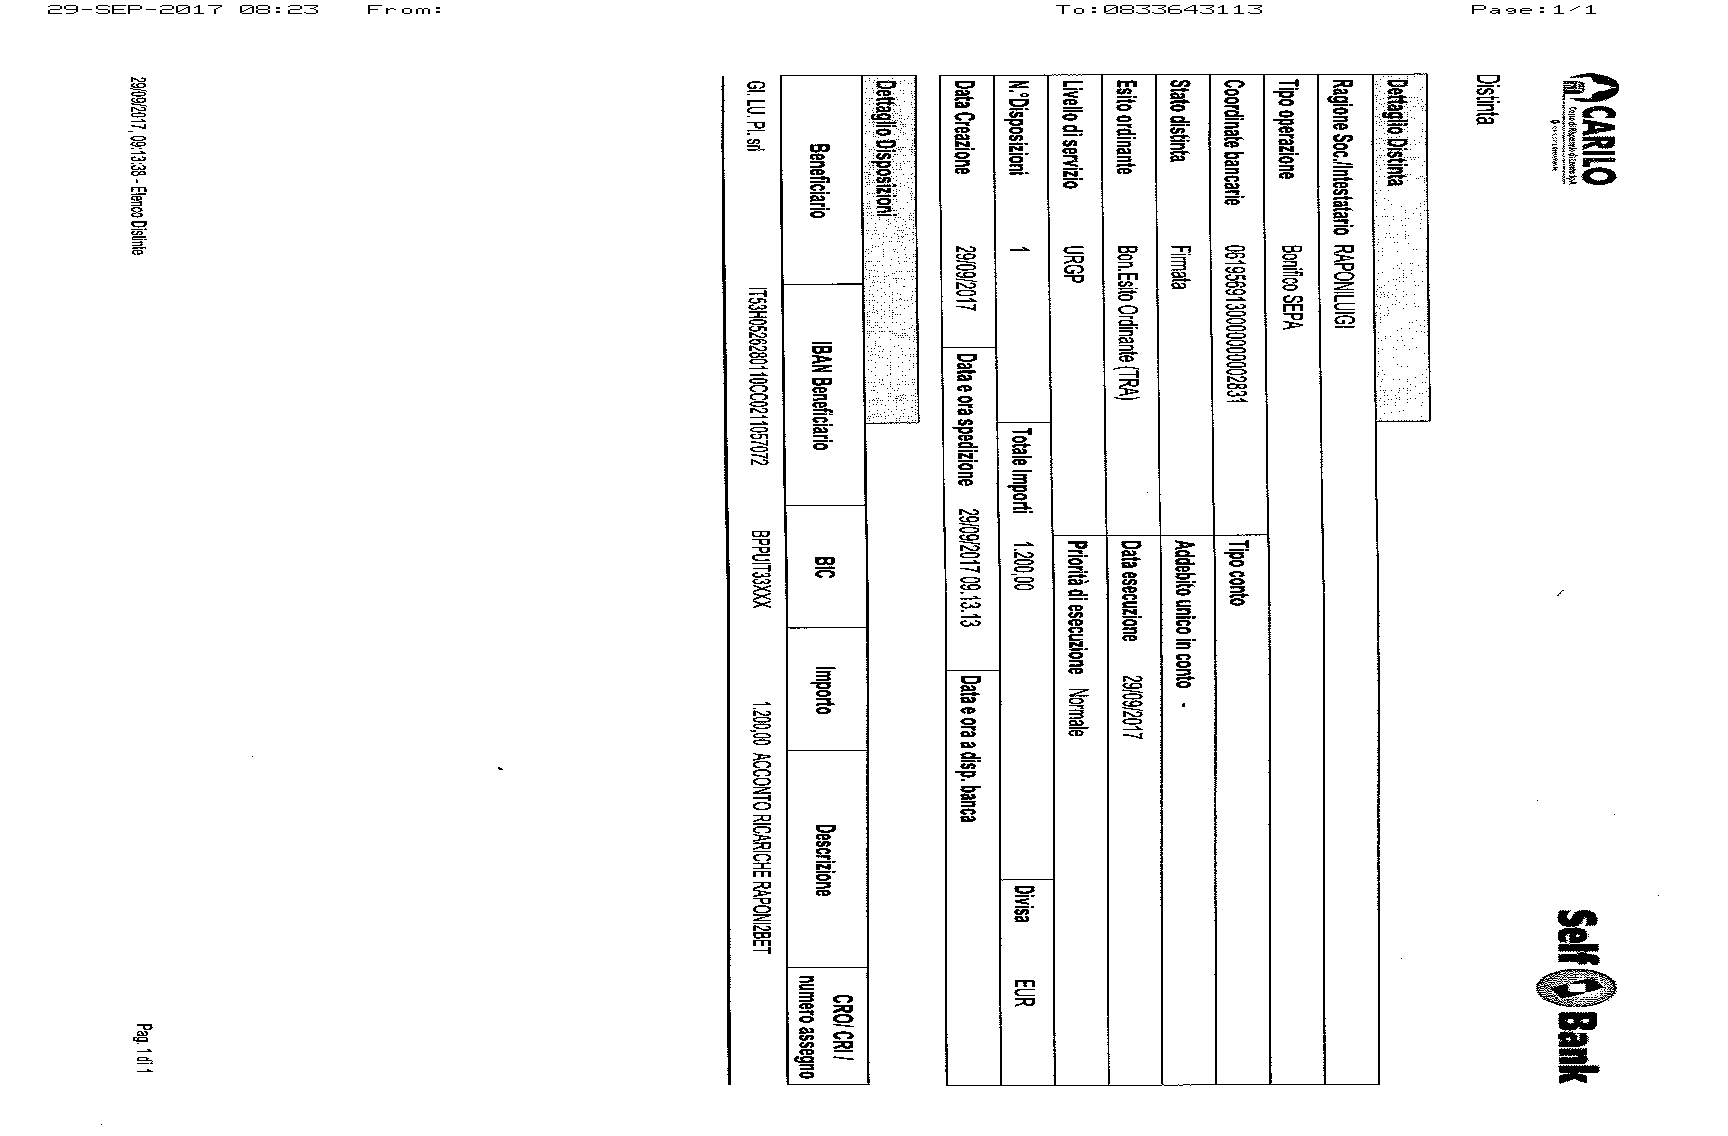 29-SEP-2017 08:23 From: To:0833643113 Page:1/1
CARILO
Self Bank
Distinta
Dettaglio Distinta
Ragione Soc./Intestatario RAPONILUIGI
Tipo operazione Bonifico SEPA
Coordinate bancarie 0619569130000000002831 Tipo conto
Stato distinta Firmata Addebito unico in conto -
Esito ordinante Bon.Esito Ordinante (TRA) Data esecuzione 29/09/2017
Livello di servizio URGP Priorità di esecuzione Normale
N.°Disposizioni 1 Totale Importi 1.200,00 Divisa EUR
Data Creazione 29/09/2017 Data e ora spedizione 29/09/2017 09.13.13 Data e ora a disp. banca
Dettaglio Disposizioni
Beneficiario IBAN Beneficiario BIC Importo Descrizione CRO/ CRI / numero assegno
GI. LU. PI. srl IT53H0526280110CC0211057072 BPPUIT33XXX 1.200,00 ACCONTO RICARICHE RAPONI2BET
29/09/2017, 09:13:38 - Elenco Distinte Pag. 1 di 1